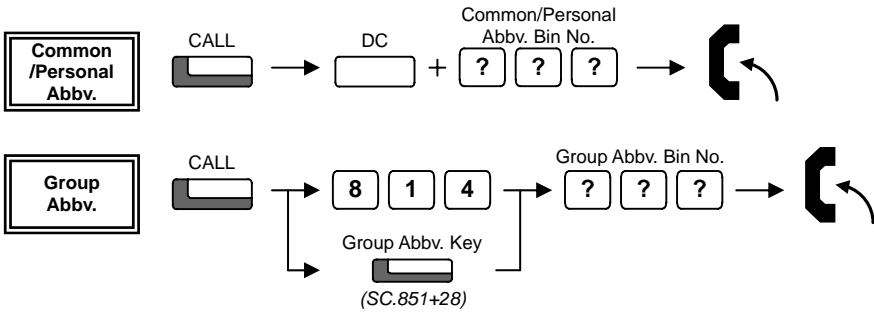 Common
/Personal
Abbv.
CALL
DC
+
Common/Personal
Abbv. Bin No.
? ? ?
Group
Abbv.
CALL
8 1 4
Group Abbv. Key
(SC.851+28)
Group Abbv. Bin No.
? ? ?